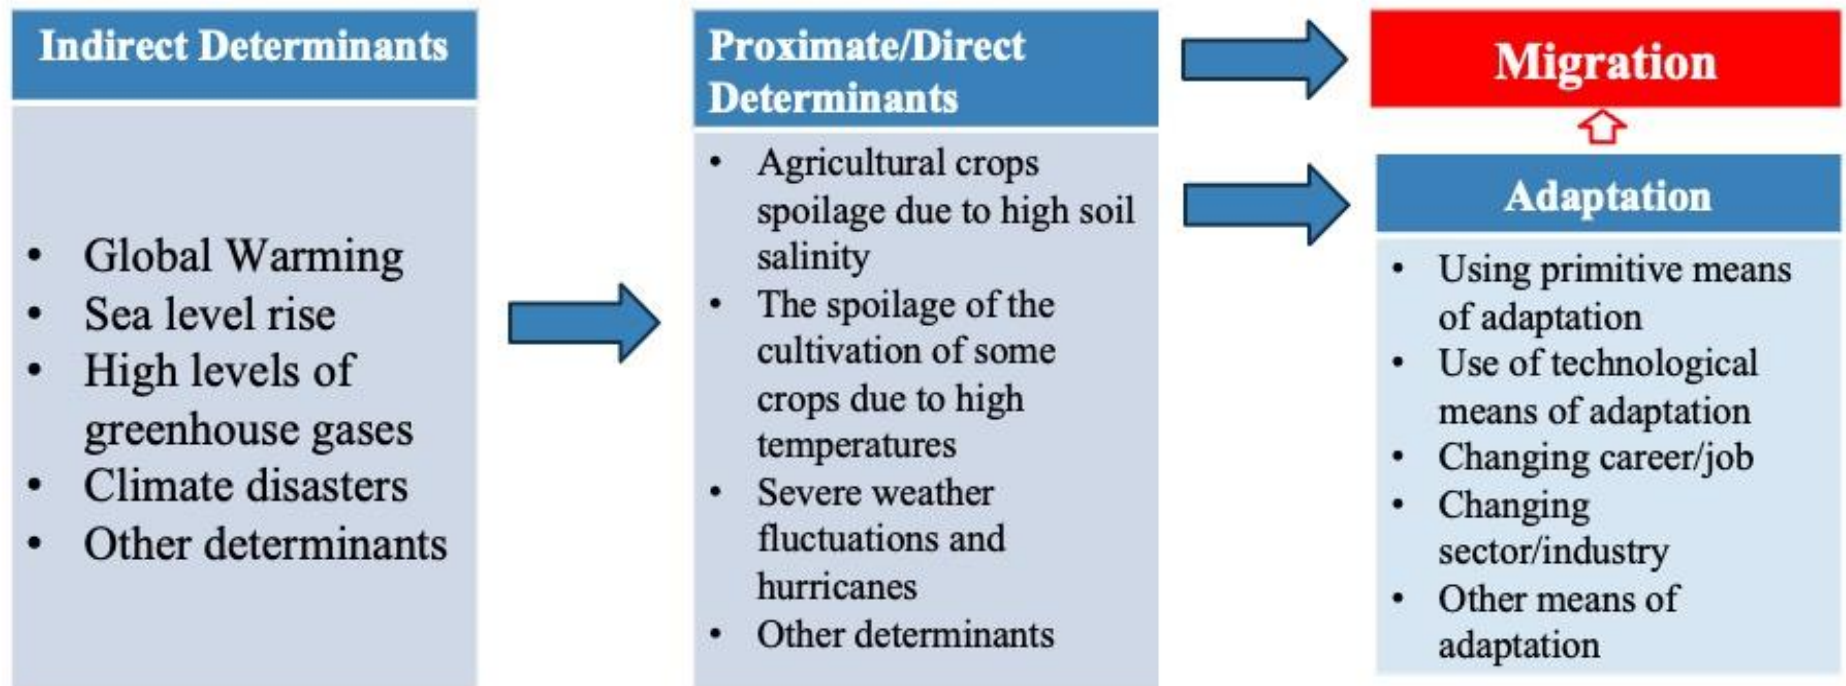 Indirect Determinants
• Global Warming
• Sea level rise
• High levels of
greenhouse gases
• Climate disasters
• Other determinants
Proximate/Direct
Determinants
• Agricultural crops
spoilage due to high soil
salinity
• The spoilage of the
cultivation of some
crops due to high
temperatures
• Severe weather
fluctuations and
hurricanes
• Other determinants
Migration
Adaptation
• Using primitive means
of adaptation
• Use of technological
means of adaptation
• Changing career/job
• Changing
sector/industry
• Other means of
adaptation